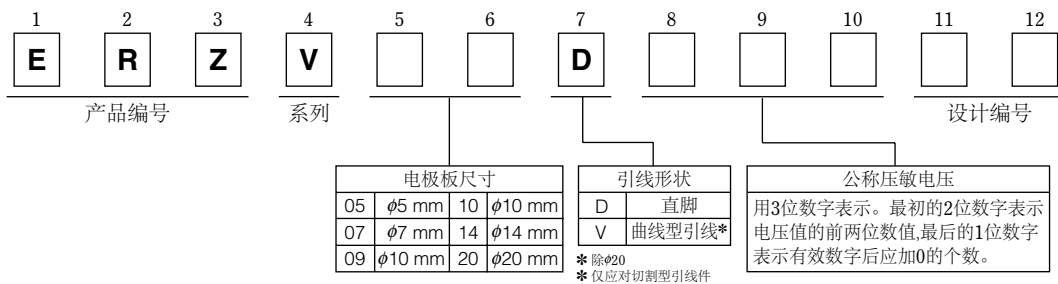 1 2 3 4 5 6 7 8 9 10 11 12
E R Z V D
产品编号 系列 设计编号
电极板尺寸
05 ϕ5 mm 10 ϕ10 mm
07 ϕ7 mm 14 ϕ14 mm
09 ϕ10 mm 20 ϕ20 mm
引线形状
D 直脚
V 曲线型引线*
* 除ϕ20
* 仅应对切割型引线件
公称压敏电压
用3位数字表示。最初的2位数字表示
电压值的前两位数值,最后的1位数字
表示有效数字后应加0的个数。